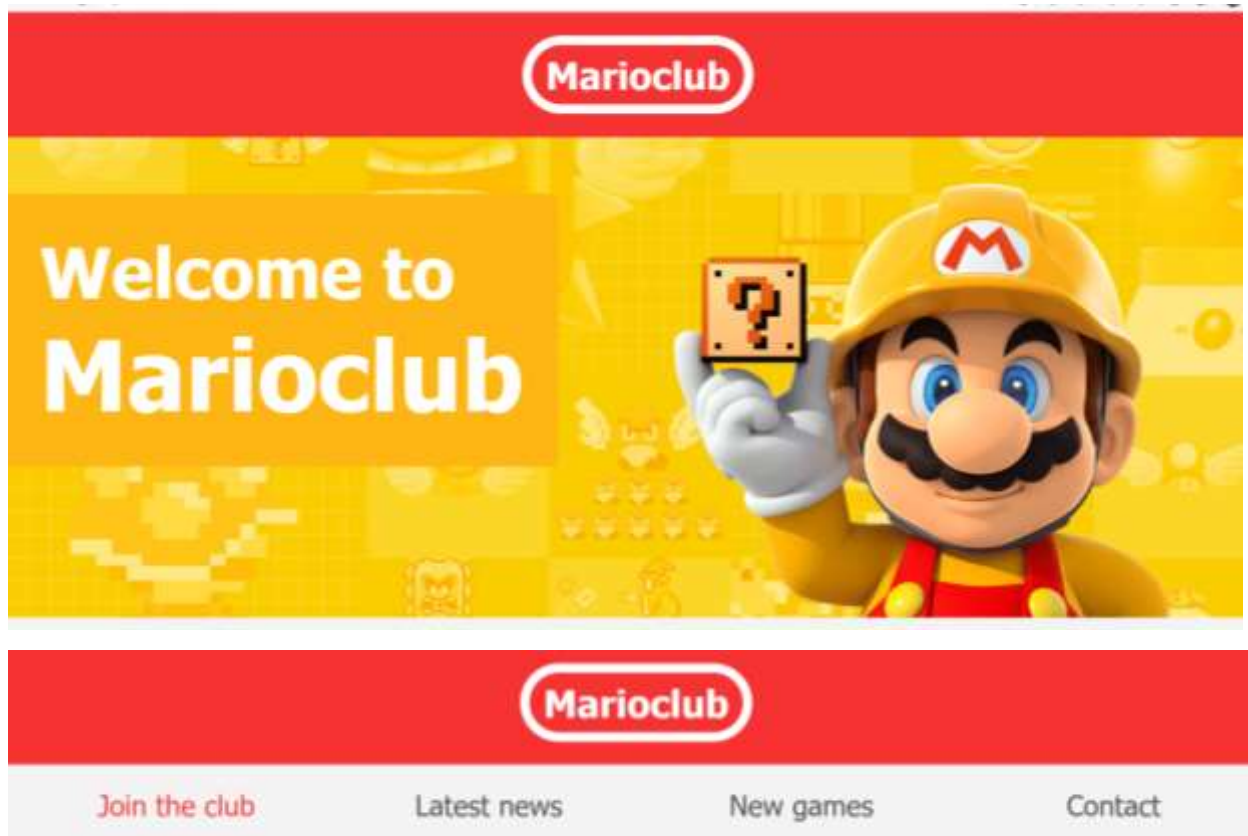 Marioclub
Welcome to
Marioclub
M
?
Marioclub
Join the club Latest news New games Contact